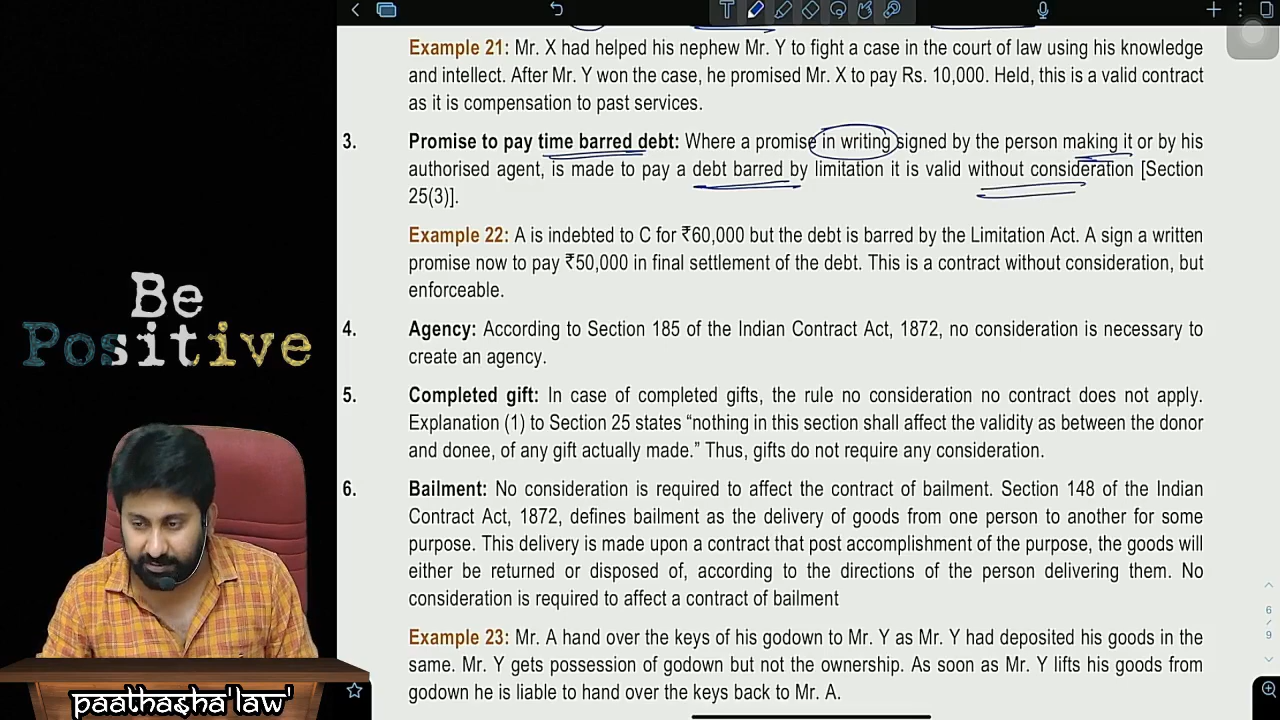 Example 21: Mr. X had helped his nephew Mr. Y to fight a case in the court of law using his knowledge
and intellect. After Mr. Y won the case, he promised Mr. X to pay Rs. 10,000. Held, this is a valid contract
as it is compensation to past services.
3. Promise to pay time barred debt: Where a promise in writing signed by the person making it or by his
authorised agent, is made to pay a debt barred by limitation it is valid without consideration [Section
25(3)].
Example 22: A is indebted to C for ₹60,000 but the debt is barred by the Limitation Act. A sign a written
promise now to pay ₹50,000 in final settlement of the debt. This is a contract without consideration, but
enforceable.
4. Agency: According to Section 185 of the Indian Contract Act, 1872, no consideration is necessary to
create an agency.
5. Completed gift: In case of completed gifts, the rule no consideration no contract does not apply.
Explanation (1) to Section 25 states “nothing in this section shall affect the validity as between the donor
and donee, of any gift actually made.” Thus, gifts do not require any consideration.
6. Bailment: No consideration is required to affect the contract of bailment. Section 148 of the Indian
Contract Act, 1872, defines bailment as the delivery of goods from one person to another for some
purpose. This delivery is made upon a contract that post accomplishment of the purpose, the goods will
either be returned or disposed of, according to the directions of the person delivering them. No
consideration is required to affect a contract of bailment
Example 23: Mr. A hand over the keys of his godown to Mr. Y as Mr. Y had deposited his goods in the
same. Mr. Y gets possession of godown but not the ownership. As soon as Mr. Y lifts his goods from
godown he is liable to hand over the keys back to Mr. A.
Be
Positive
paathasha'law'
6
/
9